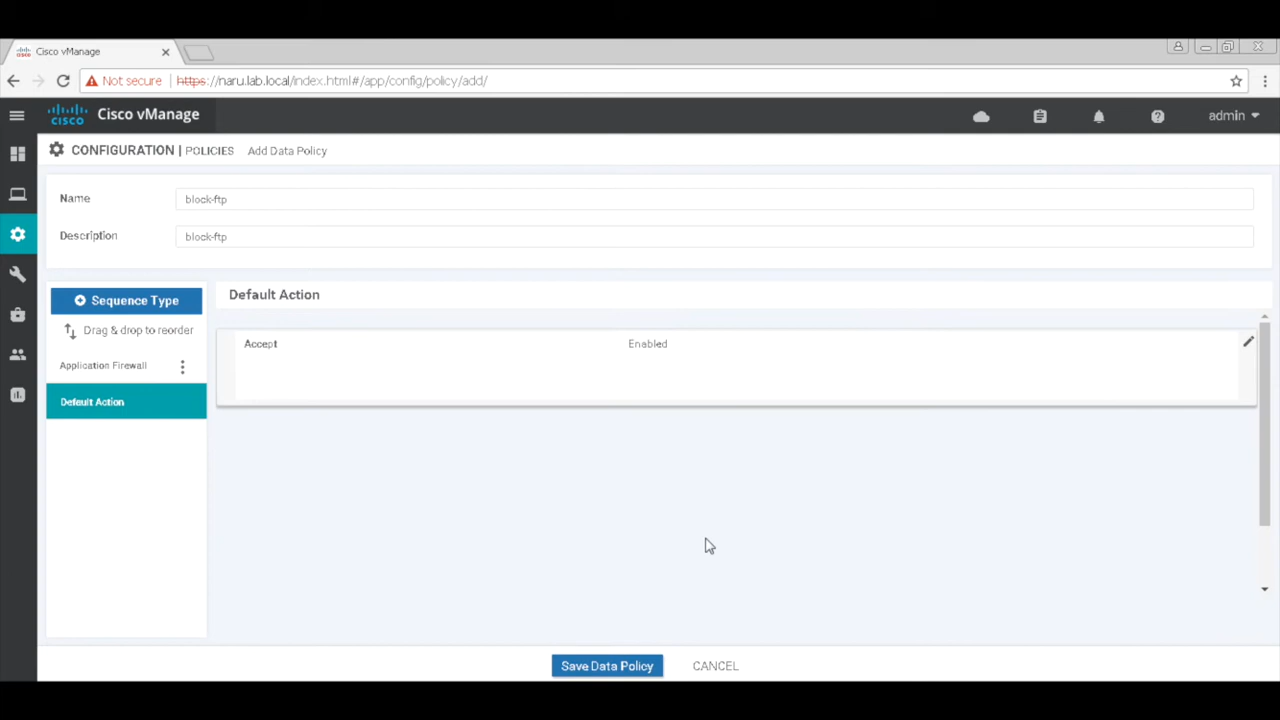 Cisco vManage
Not secure | https://naru.lab.local/index.html#/app/config/policy/add/
CISCO Cisco vManage
admin
CONFIGURATION | POLICIES Add Data Policy
Name block-ftp
Description block-ftp
Sequence Type
Drag & drop to reorder
Application Firewall
Default Action
Default Action
Accept Enabled
Save Data Policy CANCEL